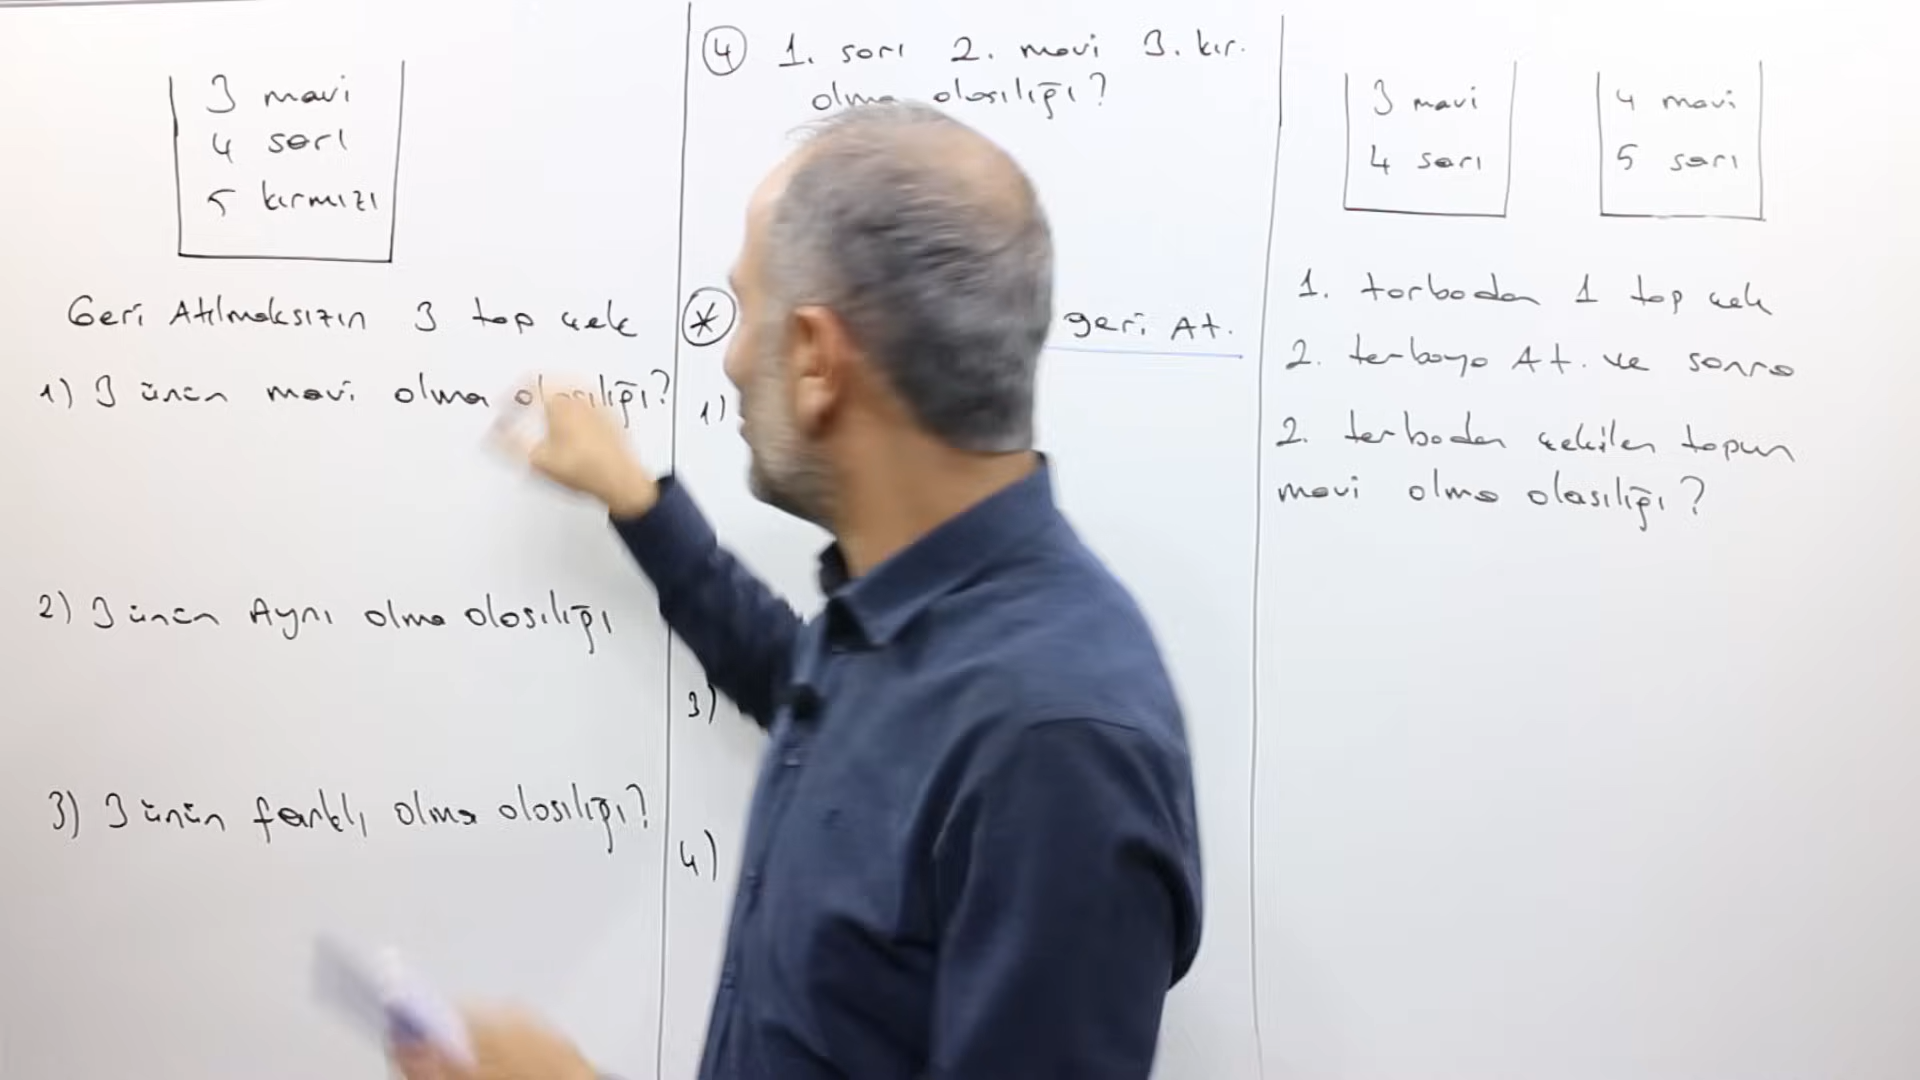 3 mavi
4 sarı
5 kırmızı
Geri Atılmaksızın 3 top çek
1) 3 ünün mavi olma olasılığı?
2) 3 ünün Aynı olma olasılığı
3) 3 ünün farklı olma olasılığı?
4 1. sarı 2. mavi 3. kır.
olma olasılığı?
* geri At.
1)
3)
4)
3 mavi
4 sarı
4 mavi
5 sarı
1. torbadan 1 top çek
2. torbaya At. ve sonra
2. torbadan çekilen topun
mavi olma olasılığı?